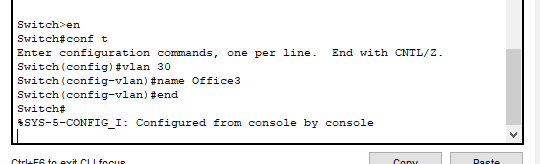 Switch>en
Switch#conf t
Enter configuration commands, one per line.  End with CNTL/Z.
Switch(config)#vlan 30
Switch(config-vlan)#name Office3
Switch(config-vlan)#end
Switch#
%SYS-5-CONFIG_I: Configured from console by console
Ctrl+F6 to exit CLI focus
Copy
Paste